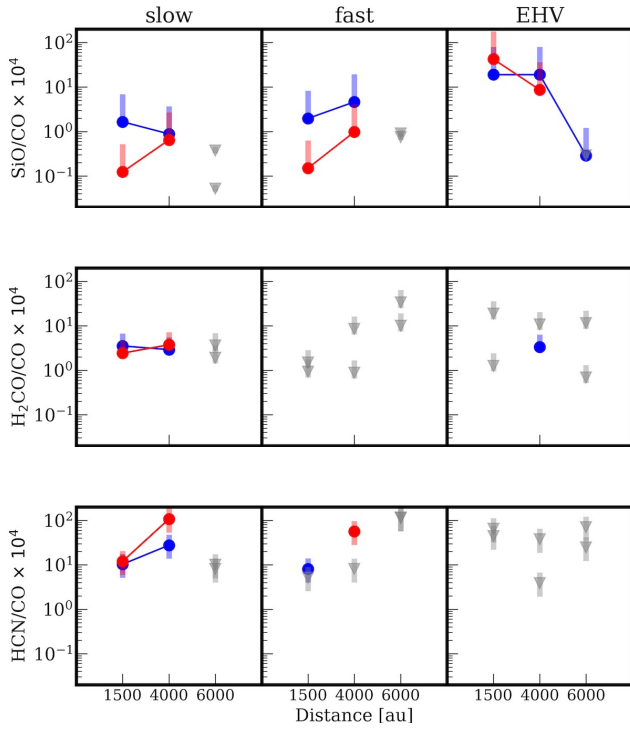 slow fast EHV
SiO/CO × 10⁴
10²
10¹
10⁰
10⁻¹
H₂CO/CO × 10⁴
10²
10¹
10⁰
10⁻¹
HCN/CO × 10⁴
10²
10¹
10⁰
10⁻¹
1500 4000 6000 1500 4000 6000 1500 4000 6000
Distance [au]